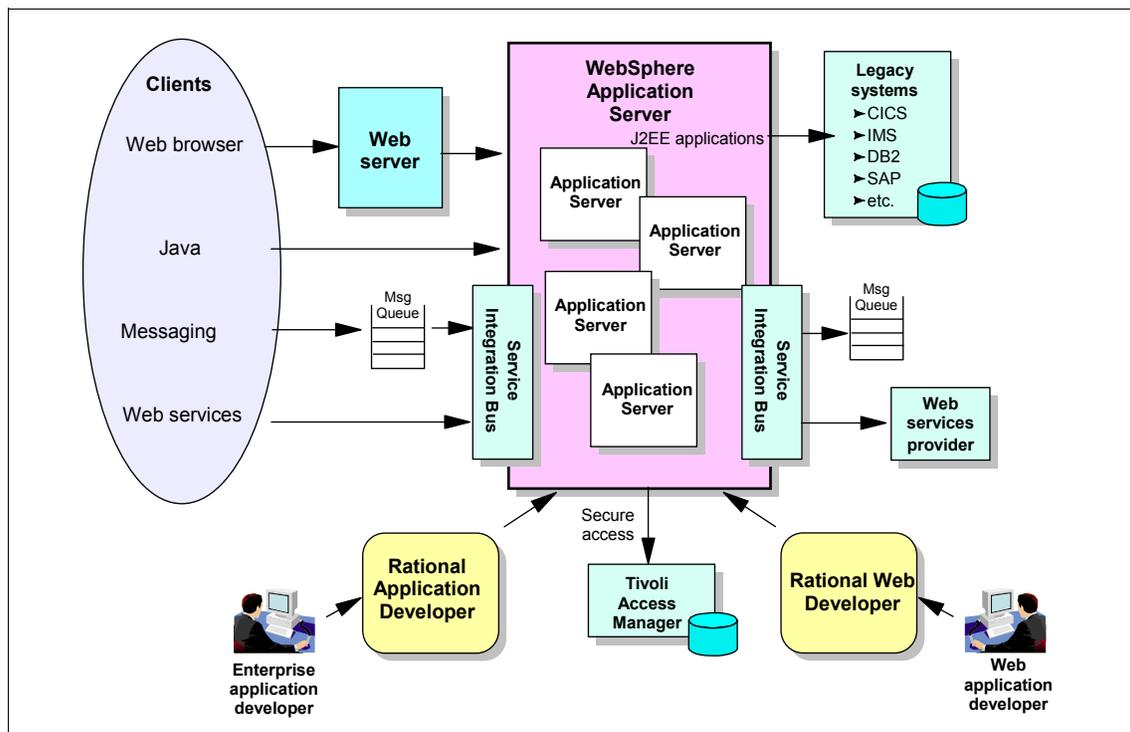 Clients
Web browser
Java
Messaging
Web services
Web
server
Msg
Queue
Service
Integration Bus
WebSphere
Application
Server
J2EE applications
Application
Server
Application
Server
Application
Server
Application
Server
Legacy
systems
➤CICS
➤IMS
➤DB2
➤SAP
➤etc.
Service
Integration Bus
Msg
Queue
Web
services
provider
Secure
access
Rational
Application
Developer
Tivoli
Access
Manager
Rational Web
Developer
Enterprise
application
developer
Web
application
developer